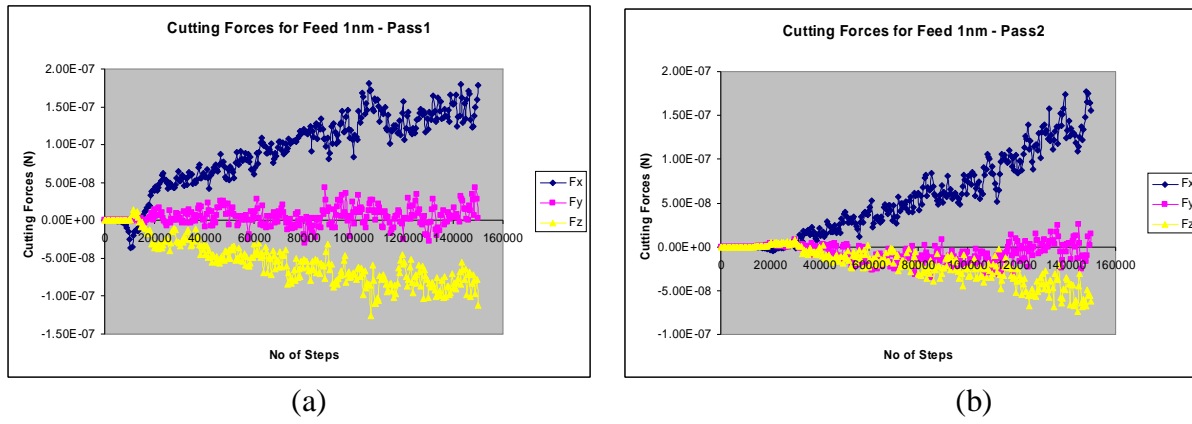 Cutting Forces for Feed 1nm - Pass1
2.00E-07
1.50E-07
1.00E-07
5.00E-08
0.00E+00
-5.00E-08
-1.00E-07
-1.50E-07
0 20000 40000 60000 80000 100000 120000 140000 160000
Cutting Forces (N)
No of Steps
Fx
Fy
Fz
(a)
Cutting Forces for Feed 1nm - Pass2
2.00E-07
1.50E-07
1.00E-07
5.00E-08
0.00E+00
-5.00E-08
-1.00E-07
0 20000 40000 60000 80000 100000 120000 140000 160000
Cutting Forces (N)
No of Steps
Fx
Fy
Fz
(b)